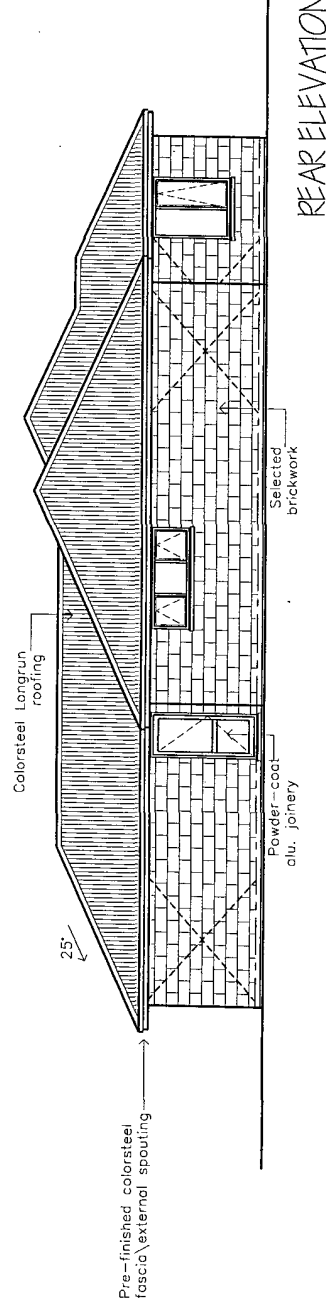 Pre-finished colorsteel
fascia\external spouting
25°
Colorsteel Longrun
roofing
Powder-coat
alu. joinery
Selected
brickwork
REAR ELEVATION